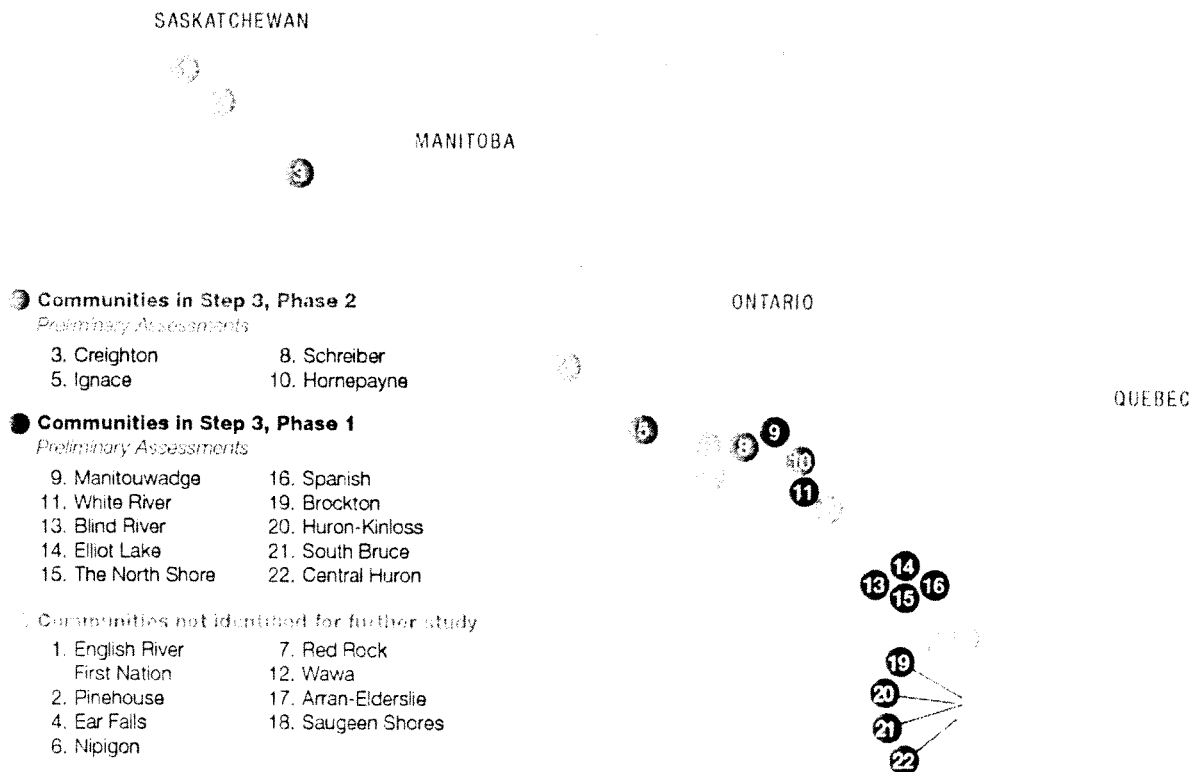 SASKATCHEWAN
MANITOBA
3
ONTARIO
QUEBEC
Communities in Step 3, Phase 2
Preliminary Assessments
3. Creighton
5. Ignace
8. Schreiber
10. Hornepayne
Communities in Step 3, Phase 1
Preliminary Assessments
9. Manitouwadge
11. White River
13. Blind River
14. Elliot Lake
15. The North Shore
16. Spanish
19. Brockton
20. Huron-Kinloss
21. South Bruce
22. Central Huron
Communities not identified for further study
1. English River
First Nation
2. Pinehouse
4. Ear Falls
6. Nipigon
7. Red Rock
12. Wawa
17. Arran-Elderslie
18. Saugeen Shores
5
8
9
10
11
13
14
15
16
19
20
21
22